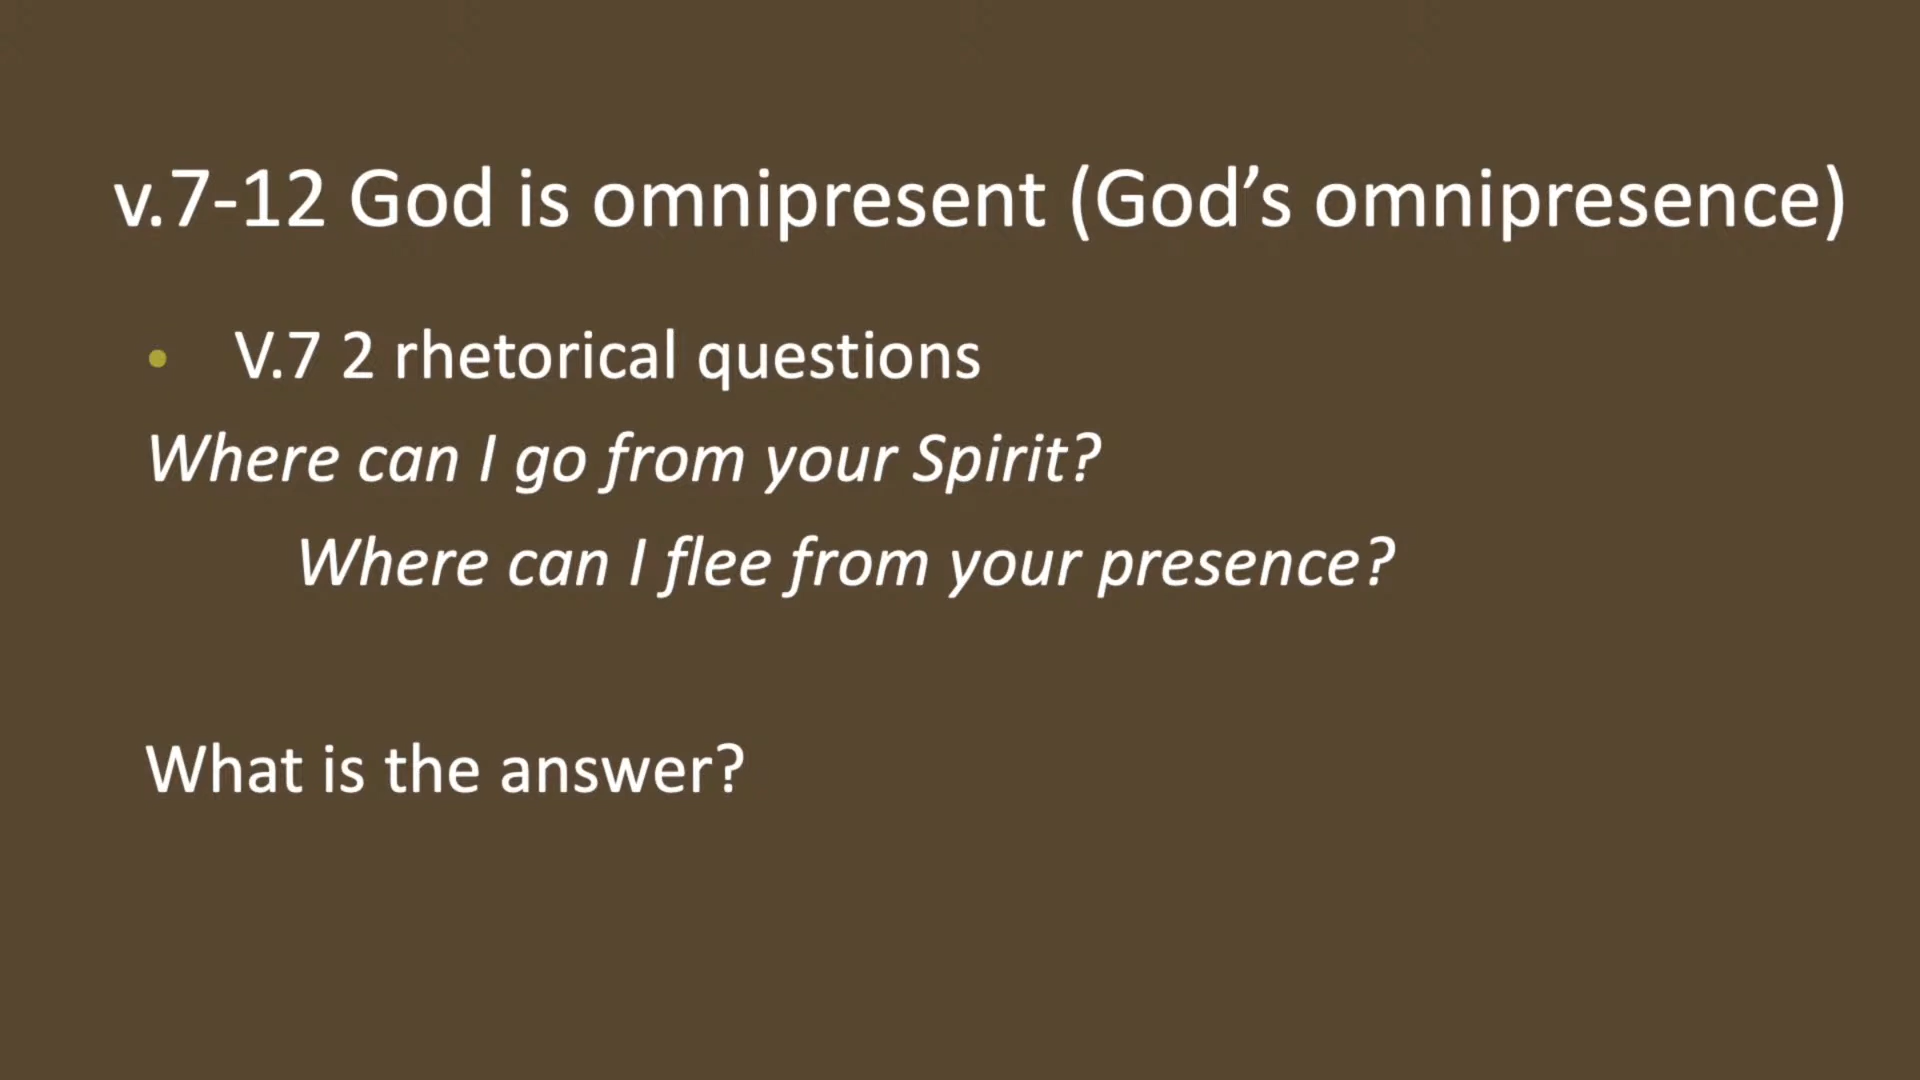 v.7-12 God is omnipresent (God’s omnipresence)
• V.7 2 rhetorical questions
Where can I go from your Spirit?
Where can I flee from your presence?
What is the answer?